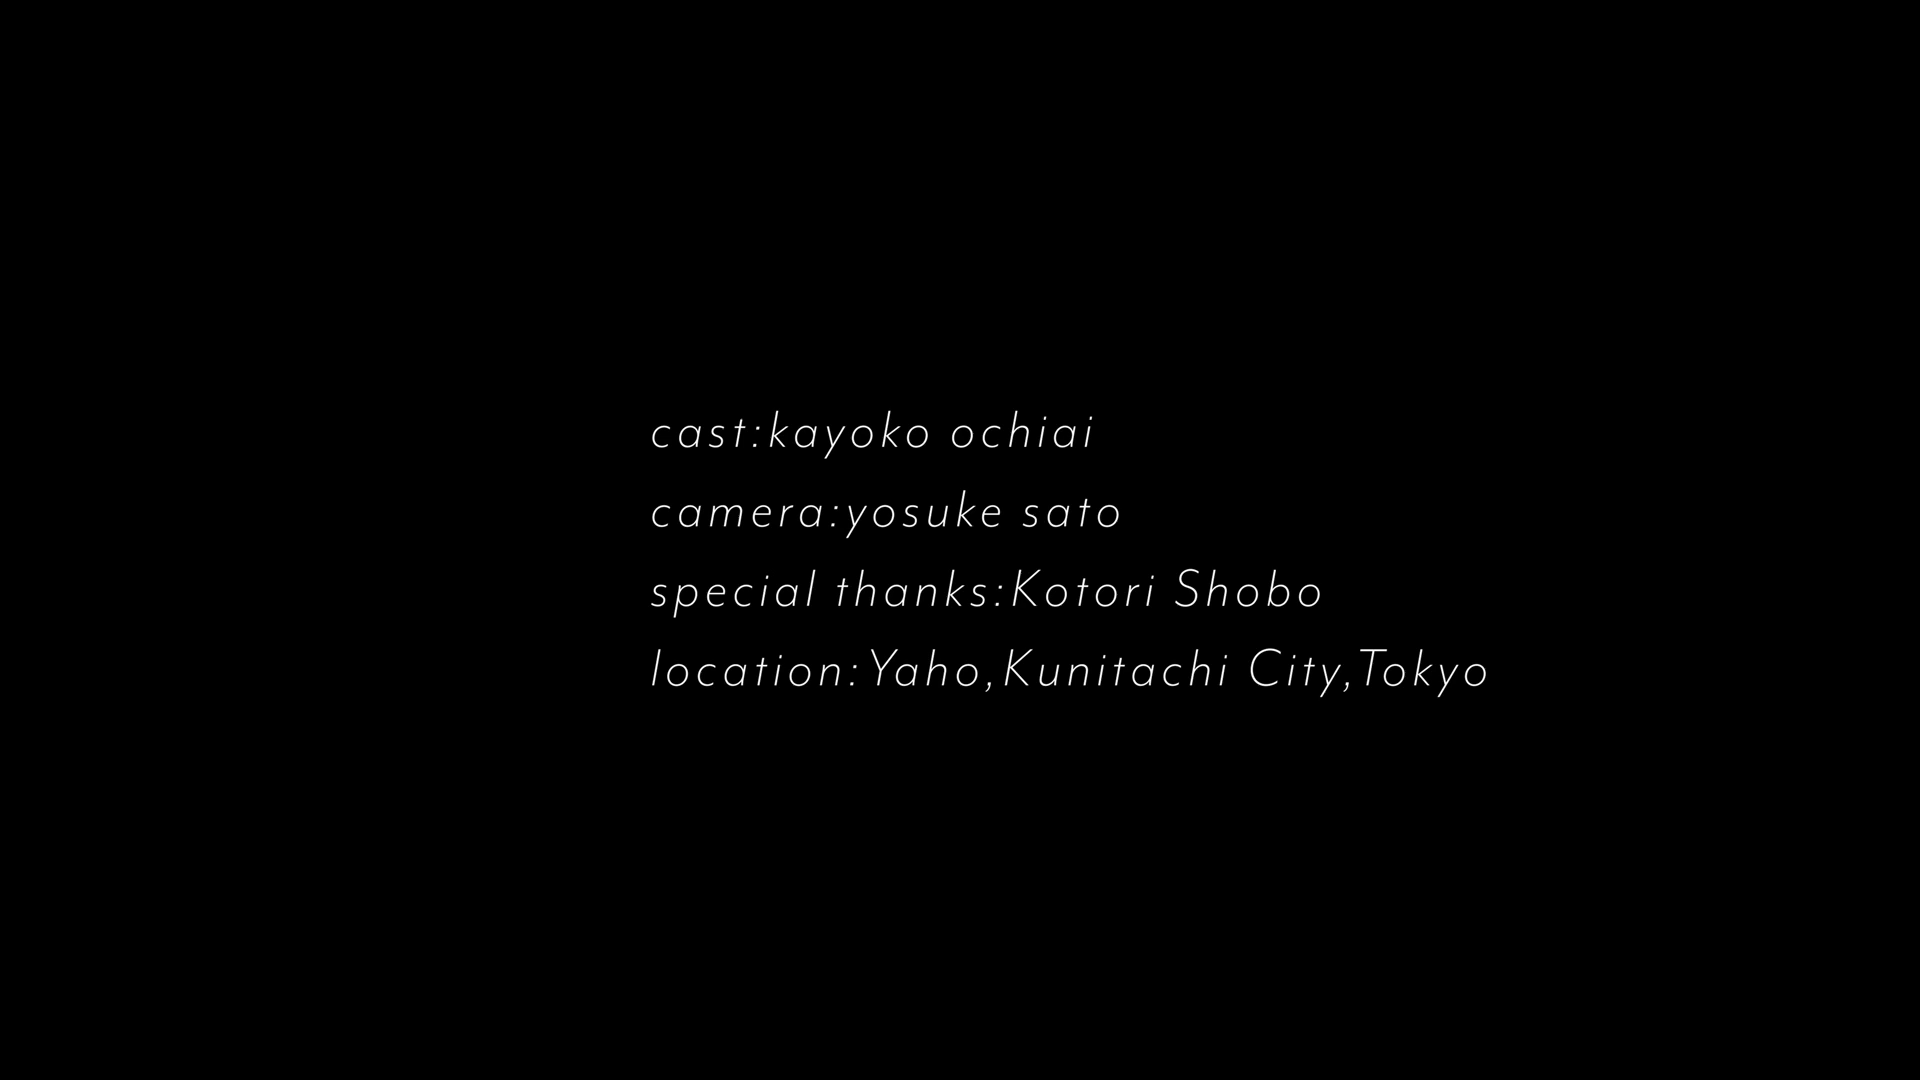 cast:kayoko ochiai
camera:yosuke sato
special thanks:Kotori Shobo
location:Yaho,Kunitachi City,Tokyo